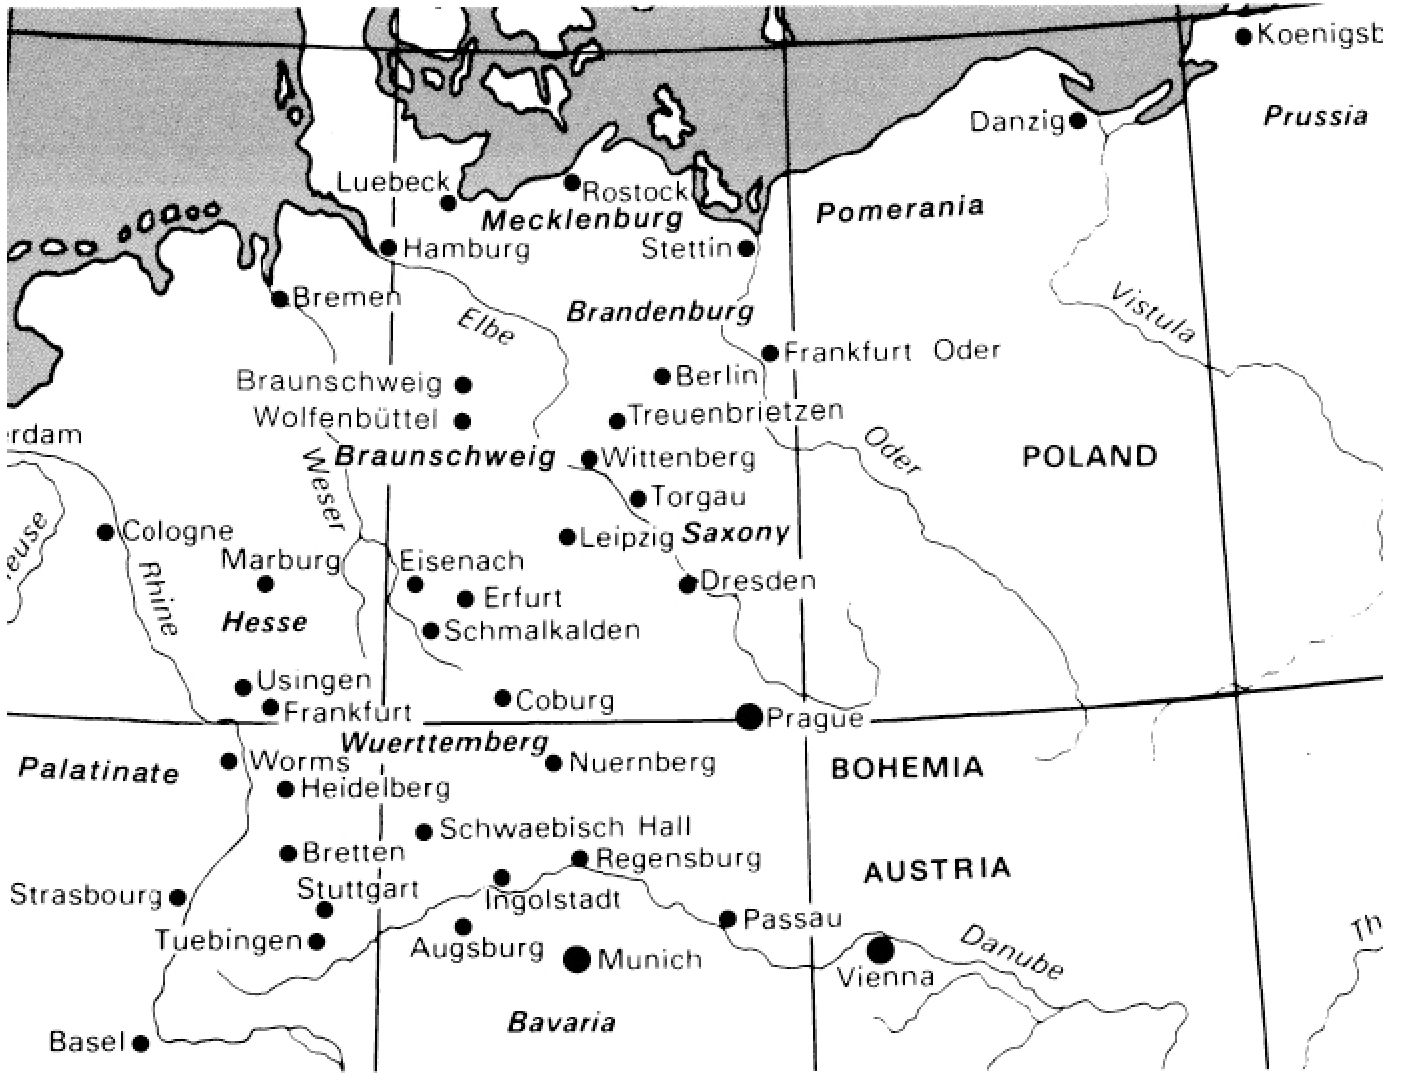 Koenigsb
Prussia
Danzig
Luebeck
Rostock
Mecklenburg
Pomerania
Hamburg
Stettin
Bremen
Elbe
Brandenburg
Vistula
Frankfurt Oder
Braunschweig
Berlin
Wolfenbüttel
Treuenbrietzen
erdam
Weser
Braunschweig
Wittenberg
Oder
POLAND
Torgau
euse
Cologne
Leipzig
Saxony
Rhine
Marburg
Eisenach
Dresden
Erfurt
Hesse
Schmalkalden
Usingen
Coburg
Frankfurt
Prague
Wuerttemberg
Palatinate
Worms
Nuernberg
BOHEMIA
Heidelberg
Schwaebisch Hall
Bretten
Regensburg
AUSTRIA
Strasbourg
Stuttgart
Ingolstadt
Passau
Th
Tuebingen
Augsburg
Munich
Danube
Vienna
Bavaria
Basel